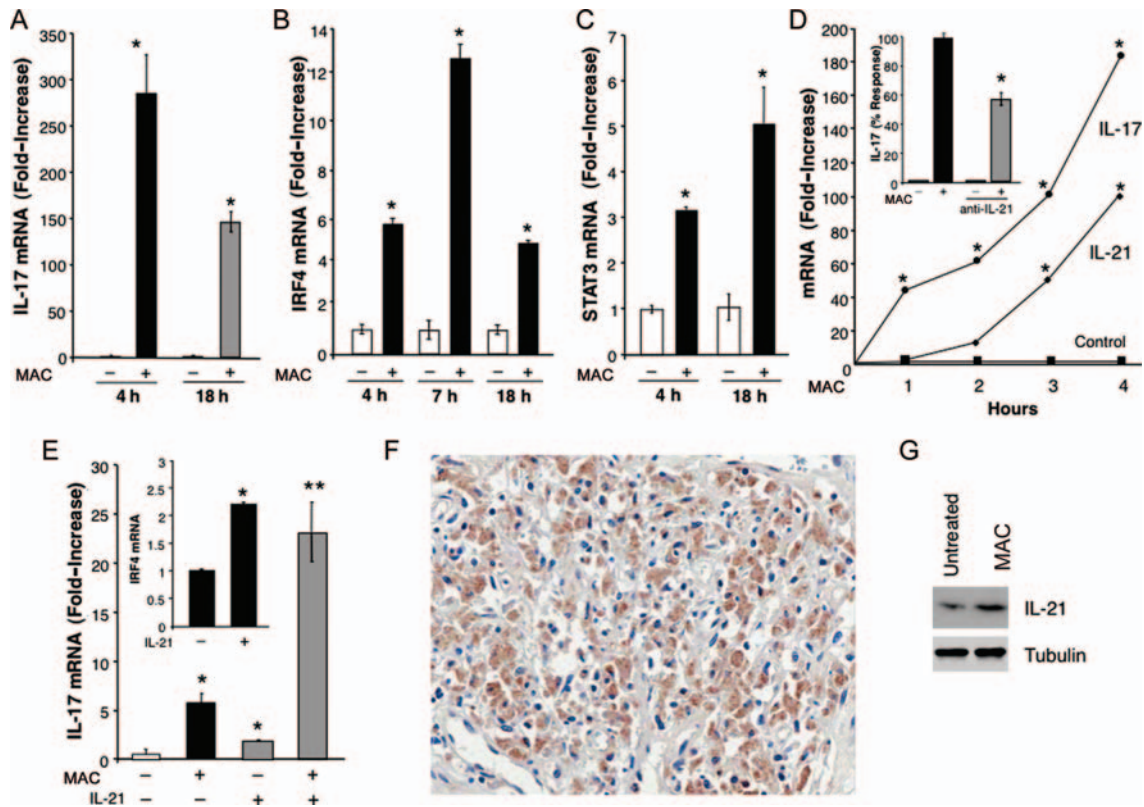 A
IL-17 mRNA (Fold-Increase)
350
300
250
200
150
100
50
0
*
*
MAC
– + – +
4 h 18 h
B
IRF4 mRNA (Fold-Increase)
14
12
8
6
4
2
0
*
*
*
MAC
– + – + – +
4 h 7 h 18 h
C
STAT3 mRNA (Fold-Increase)
7
6
5
4
3
2
1
0
*
*
MAC
– + – +
4 h 18 h
D
mRNA (Fold-Increase)
200
180
160
140
120
100
80
60
40
20
0
IL-17 (% Response)
100
80
60
40
20
0
*
MAC
– + – +
anti-IL-21
* * * *
IL-17
* *
IL-21
Control
MAC
1 2 3 4
Hours
E
IL-17 mRNA (Fold-Increase)
30
25
20
15
10
5
0
IRF4 mRNA
3
2.5
2
1.5
1
0.5
0
*
IL-21
– +
*
*
**
MAC – + – +
IL-21 – – + +
F
G
Untreated
MAC
IL-21
Tubulin